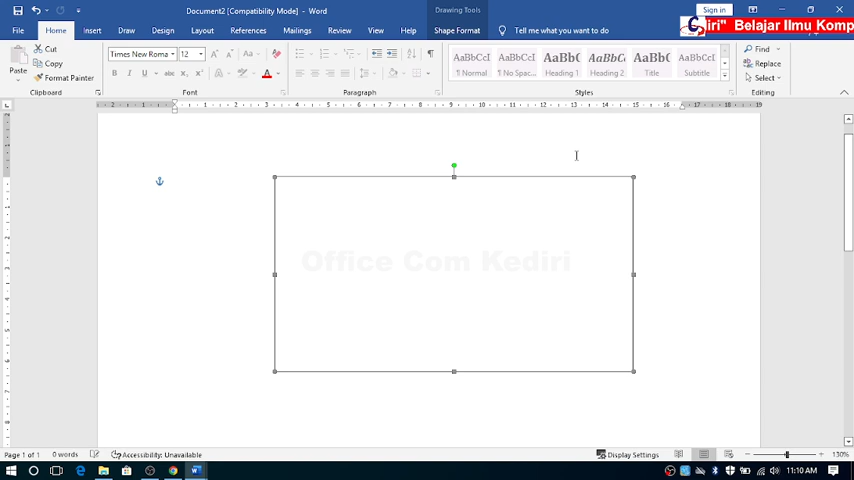 Document2 [Compatibility Mode] - Word
Drawing Tools
Sign in
File Home Insert Draw Design Layout References Mailings Review View Help Shape Format Tell me what you want to do
iri" Belajar Ilmu Komp
Paste
Cut
Copy
Format Painter
Clipboard
Times New Roma 12
Font
Paragraph
AaBbCcI AaBbCcI AaBb( AaBbCcI AaBb( AaBbCcI
¶ Normal ¶ No Spac... Heading 1 Heading 2 Title Subtitle
Styles
Find
Replace
Select
Editing
Office Com Kediri
Page 1 of 1 0 words Accessibility: Unavailable Display Settings 130%
11:10 AM